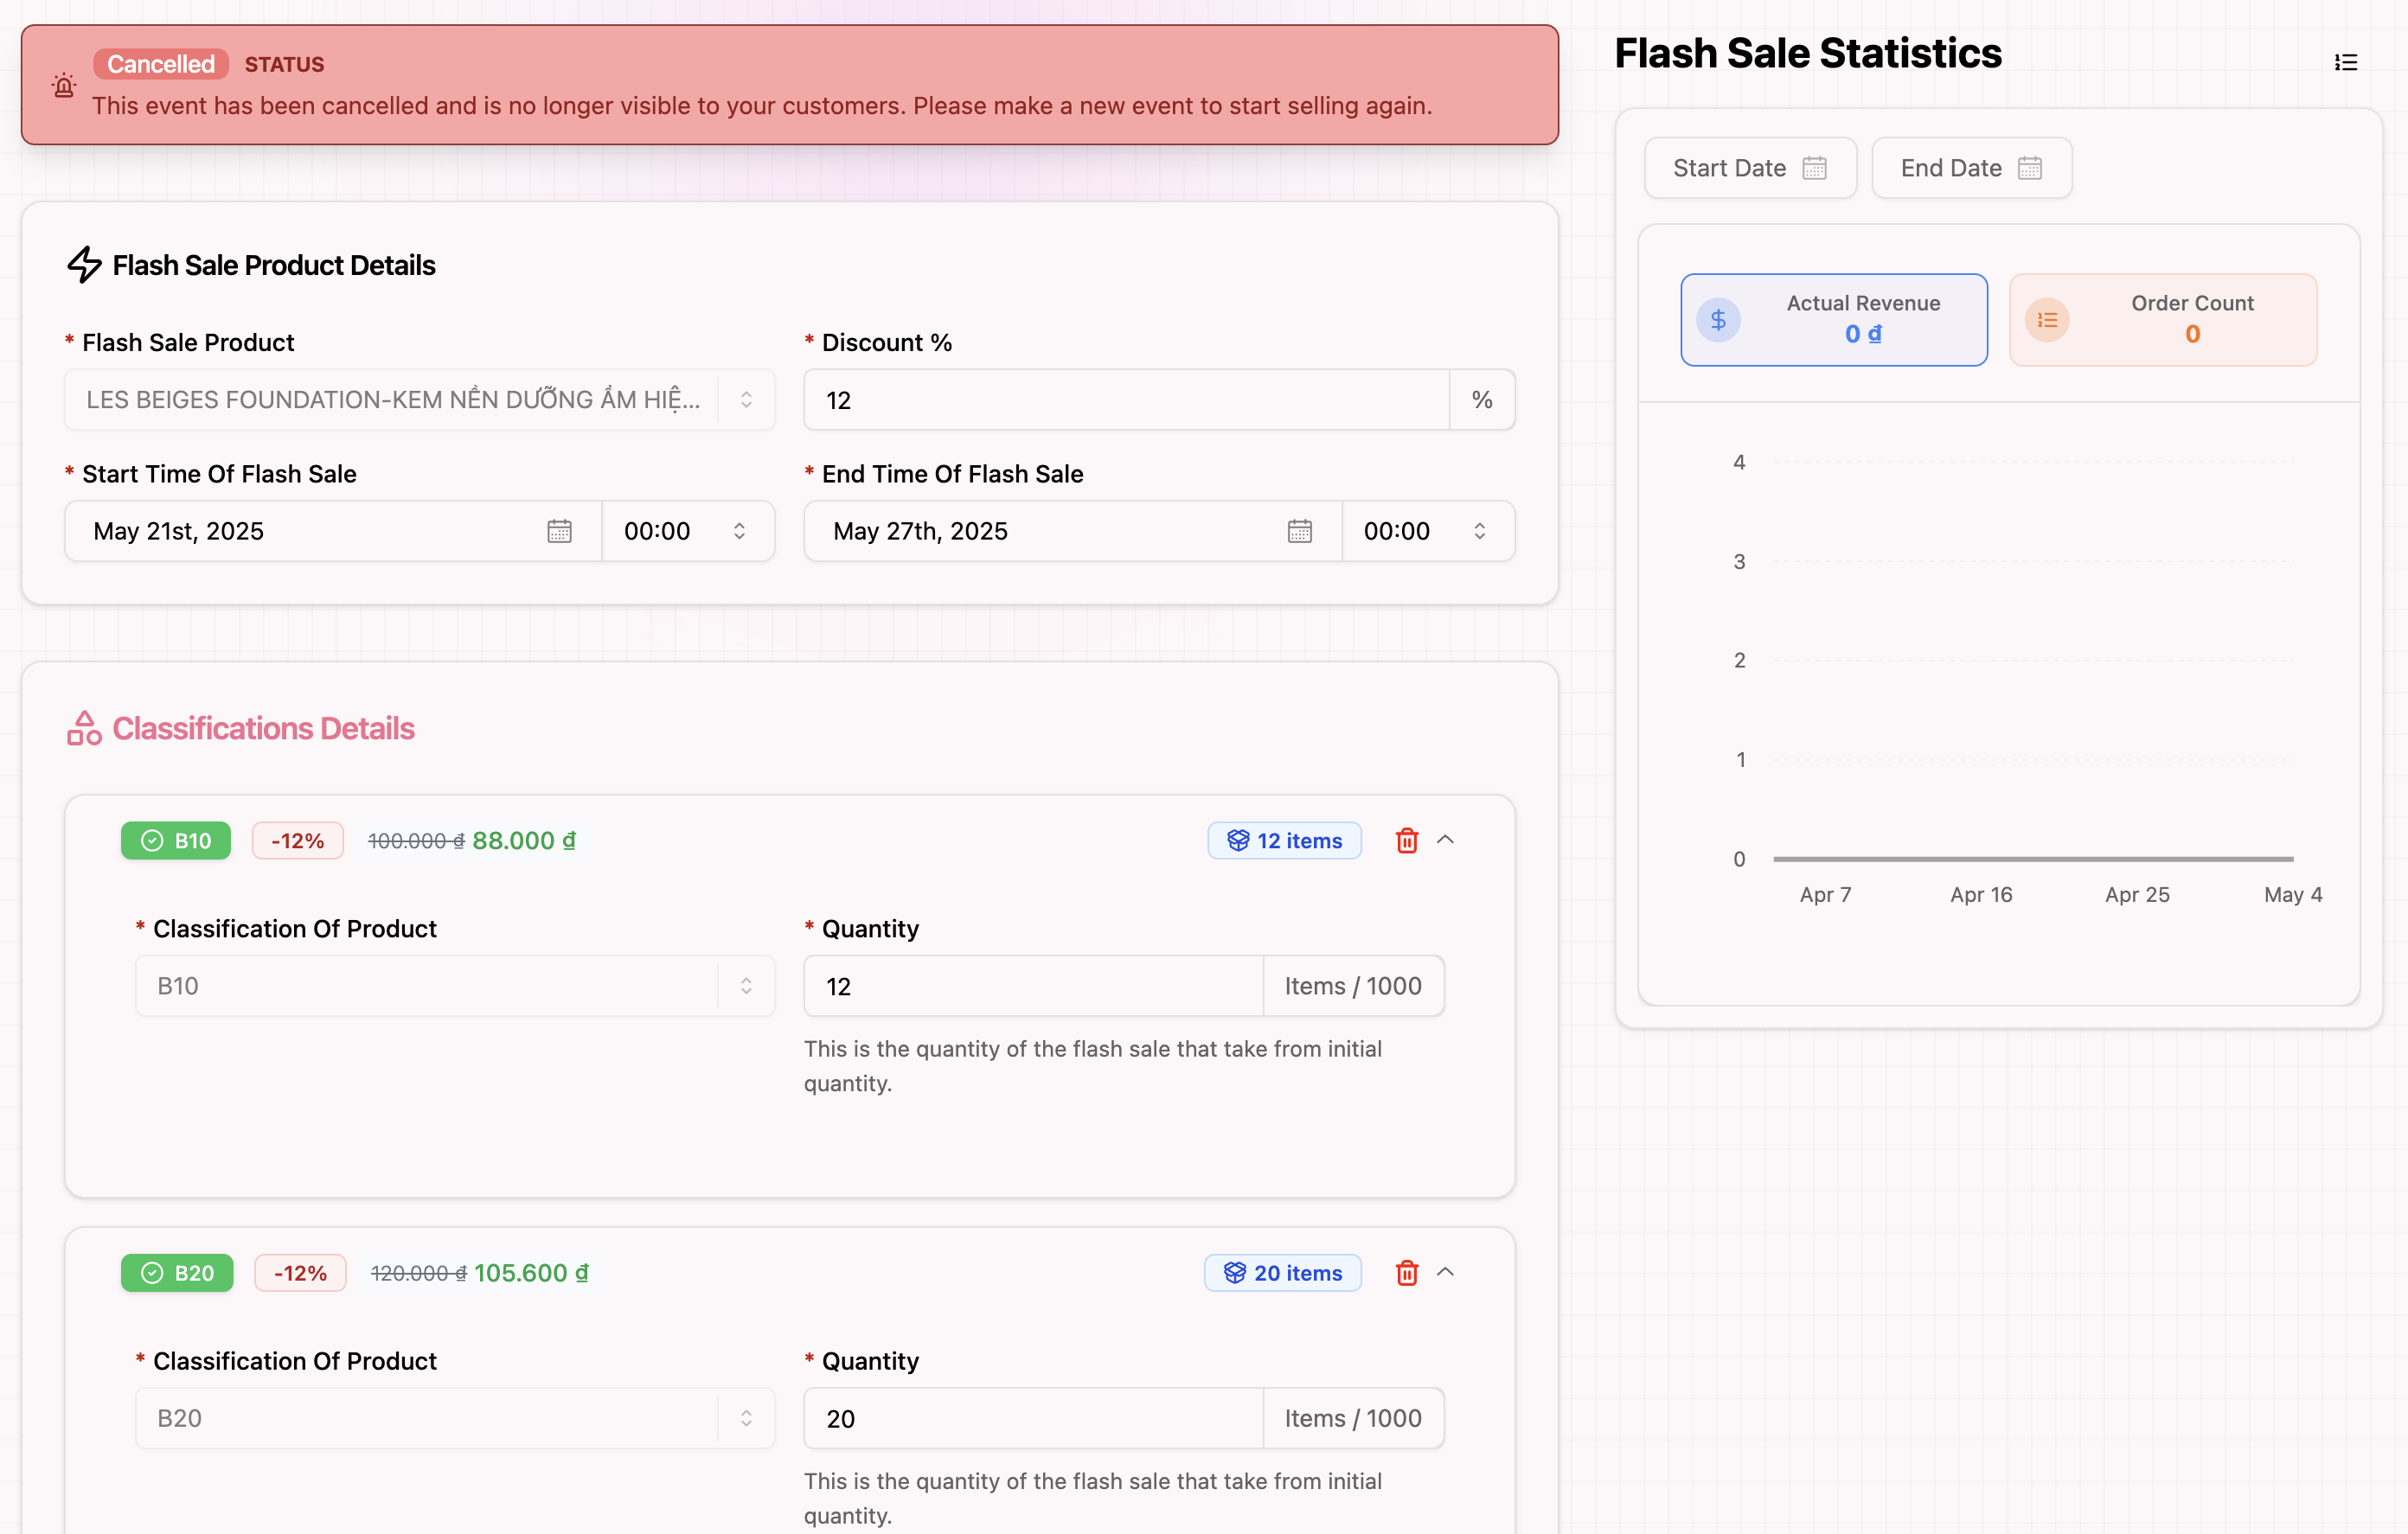 Cancelled STATUS
This event has been cancelled and is no longer visible to your customers. Please make a new event to start selling again.
Flash Sale Product Details
* Flash Sale Product
LES BEIGES FOUNDATION-KEM NỀN DƯỠNG ẨM HIỆ...
* Discount %
12 %
* Start Time Of Flash Sale
May 21st, 2025 00:00
* End Time Of Flash Sale
May 27th, 2025 00:00
Classifications Details
B10 -12% 100.000 ₫ 88.000 ₫ 12 items
* Classification Of Product
B10
* Quantity
12 Items / 1000
This is the quantity of the flash sale that take from initial
quantity.
B20 -12% 120.000 ₫ 105.600 ₫ 20 items
* Classification Of Product
B20
* Quantity
20 Items / 1000
This is the quantity of the flash sale that take from initial
quantity.
Flash Sale Statistics
Start Date End Date
Actual Revenue
0 ₫
Order Count
0
4
3
2
1
0
Apr 7 Apr 16 Apr 25 May 4